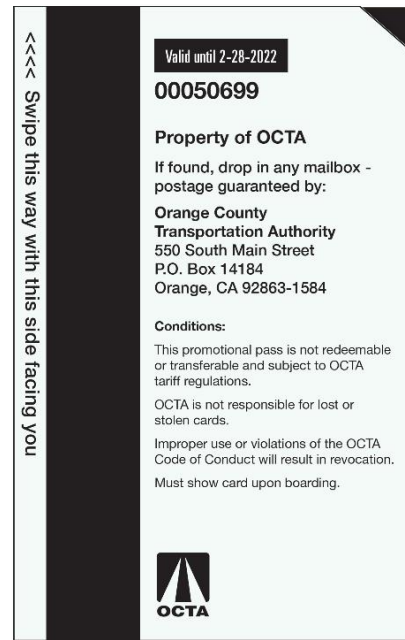 <<<< Swipe this way with this side facing you
Valid until 2-28-2022
00050699
Property of OCTA
If found, drop in any mailbox -
postage guaranteed by:
Orange County
Transportation Authority
550 South Main Street
P.O. Box 14184
Orange, CA 92863-1584
Conditions:
This promotional pass is not redeemable
or transferable and subject to OCTA
tariff regulations.
OCTA is not responsible for lost or
stolen cards.
Improper use or violations of the OCTA
Code of Conduct will result in revocation.
Must show card upon boarding.
OCTA